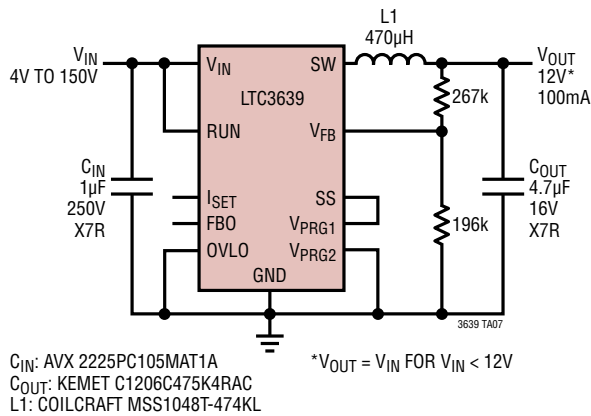 L1
470µH
VIN
4V TO 150V
VIN
SW
VOUT
12V*
100mA
LTC3639
267k
RUN
VFB
CIN
1µF
250V
X7R
COUT
4.7µF
16V
X7R
ISET
SS
FBO
VPRG1
196k
OVLO
VPRG2
GND
3639 TA07
CIN: AVX 2225PC105MAT1A
*VOUT = VIN FOR VIN < 12V
COUT: KEMET C1206C475K4RAC
L1: COILCRAFT MSS1048T-474KL